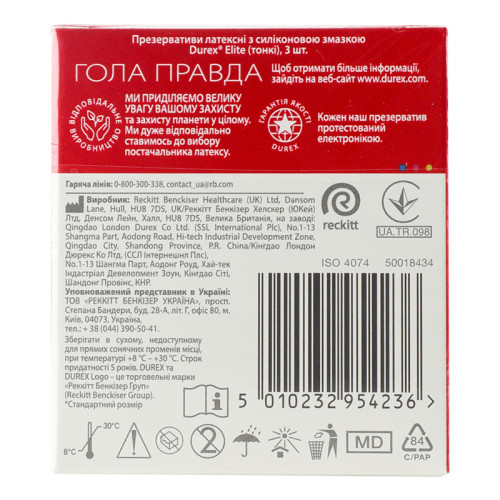 Презервативи латексні з силіконовою змазкою
Durex® Elite (тонкі), 3 шт.
ГОЛА ПРАВДА
Щоб отримати більше інформації,
зайдіть на веб-сайт www.durex.com.
ВІДПОВІДАЛЬНЕ ВИРОБНИЦТВО
МИ ПРИДІЛЯЄМО ВЕЛИКУ
УВАГУ ВАШОМУ ЗАХИСТУ
та захисту планети у цілому.
Ми дуже відповідально
ставимось до вибору
постачальника латексу.
ГАРАНТІЯ ЯКОСТІ DUREX
Кожен наш презерватив
протестований
електронікою.
Гаряча лінія: 0-800-300-338, contact_ua@rb.com
Виробник: Reckitt Benckiser Healthcare (UK) Ltd, Dansom
Lane, Hull, HU8 7DS, UK/Реккітт Бенкізер Хелскер (ЮКей)
Лтд, Денсом Лейн, Халл, HU8 7DS, Велика Британія, на заводі:
Qingdao London Durex Co Ltd. (SSL International Plc) No. 1-13
Shangma Part, Aodong Road, Hi-tech Industrial Development Zone,
Qingdao City, Shandong Province, P.R. China/Кінгдао Лондон
Дюрекс Ко Лтд. (ССЛ Інтернешпл Плс),
No.1-13 Шангма Парт, Аодонг Роуд, Хай-тек
Індастріал Девелопмент Зоун, Кінгдао Сіті,
Шандонг Провінс, КНР.
Уповноважений представник в Україні:
ТОВ «РЕККІТТ БЕНКІЗЕР УКРАЇНА», просп.
Степана Бандери, буд. 28-А, літ. Г, офіс 80, м.
Київ, 04073, Україна,
тел.: + 38 (044) 390-50-41.
Зберігати в сухому, недоступному
для прямих сонячних променів місці,
при температурі +8 °C – +30 °C. Строк
придатності 5 років. DUREX та
DUREX Logo – це торговельні марки
«Реккітт Бенкізер Груп»
(Reckitt Benckiser Group).
*Стандартний розмір
reckitt
UA.TR.098
ISO 4074 50018434
5 010232 954236 >
8°C 30°C
2
MD
84
C/PAP